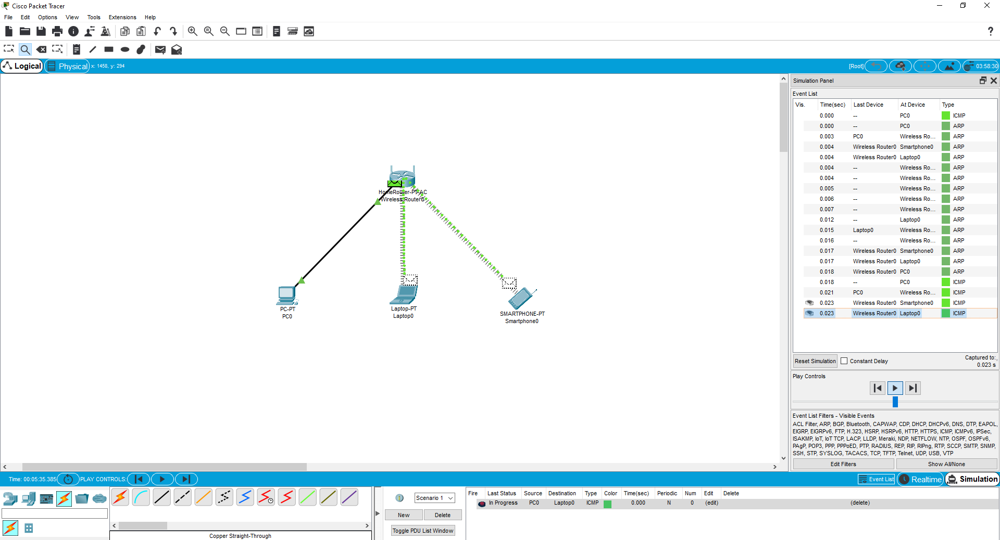 Cisco Packet Tracer
File Edit Options View Tools Extensions Help
?
Logical Physical x: 1458, y: 294 [Root] 03:58:30
HomeRouter-PT-AC
Wireless Router0
PC-PT
PC0
Laptop-PT
Laptop0
SMARTPHONE-PT
Smartphone0
Simulation Panel
Event List
Vis. Time(sec) Last Device At Device Type
0.000 -- PC0 ICMP
0.000 -- PC0 ARP
0.003 PC0 Wireless Ro... ARP
0.004 Wireless Router0 Smartphone0 ARP
0.004 Wireless Router0 Laptop0 ARP
0.004 -- Wireless Ro... ARP
0.004 -- Wireless Ro... ARP
0.005 -- Wireless Ro... ARP
0.006 -- Wireless Ro... ARP
0.007 -- Wireless Ro... ARP
0.012 -- Laptop0 ARP
0.015 Laptop0 Wireless Ro... ARP
0.016 -- Wireless Ro... ARP
0.017 Wireless Router0 Smartphone0 ARP
0.017 Wireless Router0 Laptop0 ARP
0.018 Wireless Router0 PC0 ARP
0.018 -- PC0 ICMP
0.021 PC0 Wireless Ro... ICMP
0.023 Wireless Router0 Smartphone0 ICMP
0.023 Wireless Router0 Laptop0 ICMP
Reset Simulation Constant Delay Captured to:
0.023 s
Play Controls
Event List Filters - Visible Events
ACL Filter, ARP, BGP, Bluetooth, CAPWAP, CDP, DHCP, DHCPv6, DNS, DTP, EAPOL,
EIGRP, EIGRPv6, FTP, H.323, HSRP, HSRPv6, HTTP, HTTPS, ICMP, ICMPv6, IPSec,
ISAKMP, IoT, IoT TCP, LACP, LLDP, Meraki, NDP, NETFLOW, NTP, OSPF, OSPFv6,
PAgP, POP3, PPP, PPPoED, PTP, RADIUS, REP, RIP, RIPng, RTP, SCCP, SMTP, SNMP,
SSH, STP, SYSLOG, TACACS, TCP, TFTP, Telnet, UDP, USB, VTP
Edit Filters Show All/None
Time: 00:05:35.385 PLAY CONTROLS: Event List Realtime Simulation
Scenario 1
New Delete
Toggle PDU List Window
Fire Last Status Source Destination Type Color Time(sec) Periodic Num Edit Delete
In Progress PC0 Laptop0 ICMP 0.000 N 0 (edit) (delete)
Copper Straight-Through